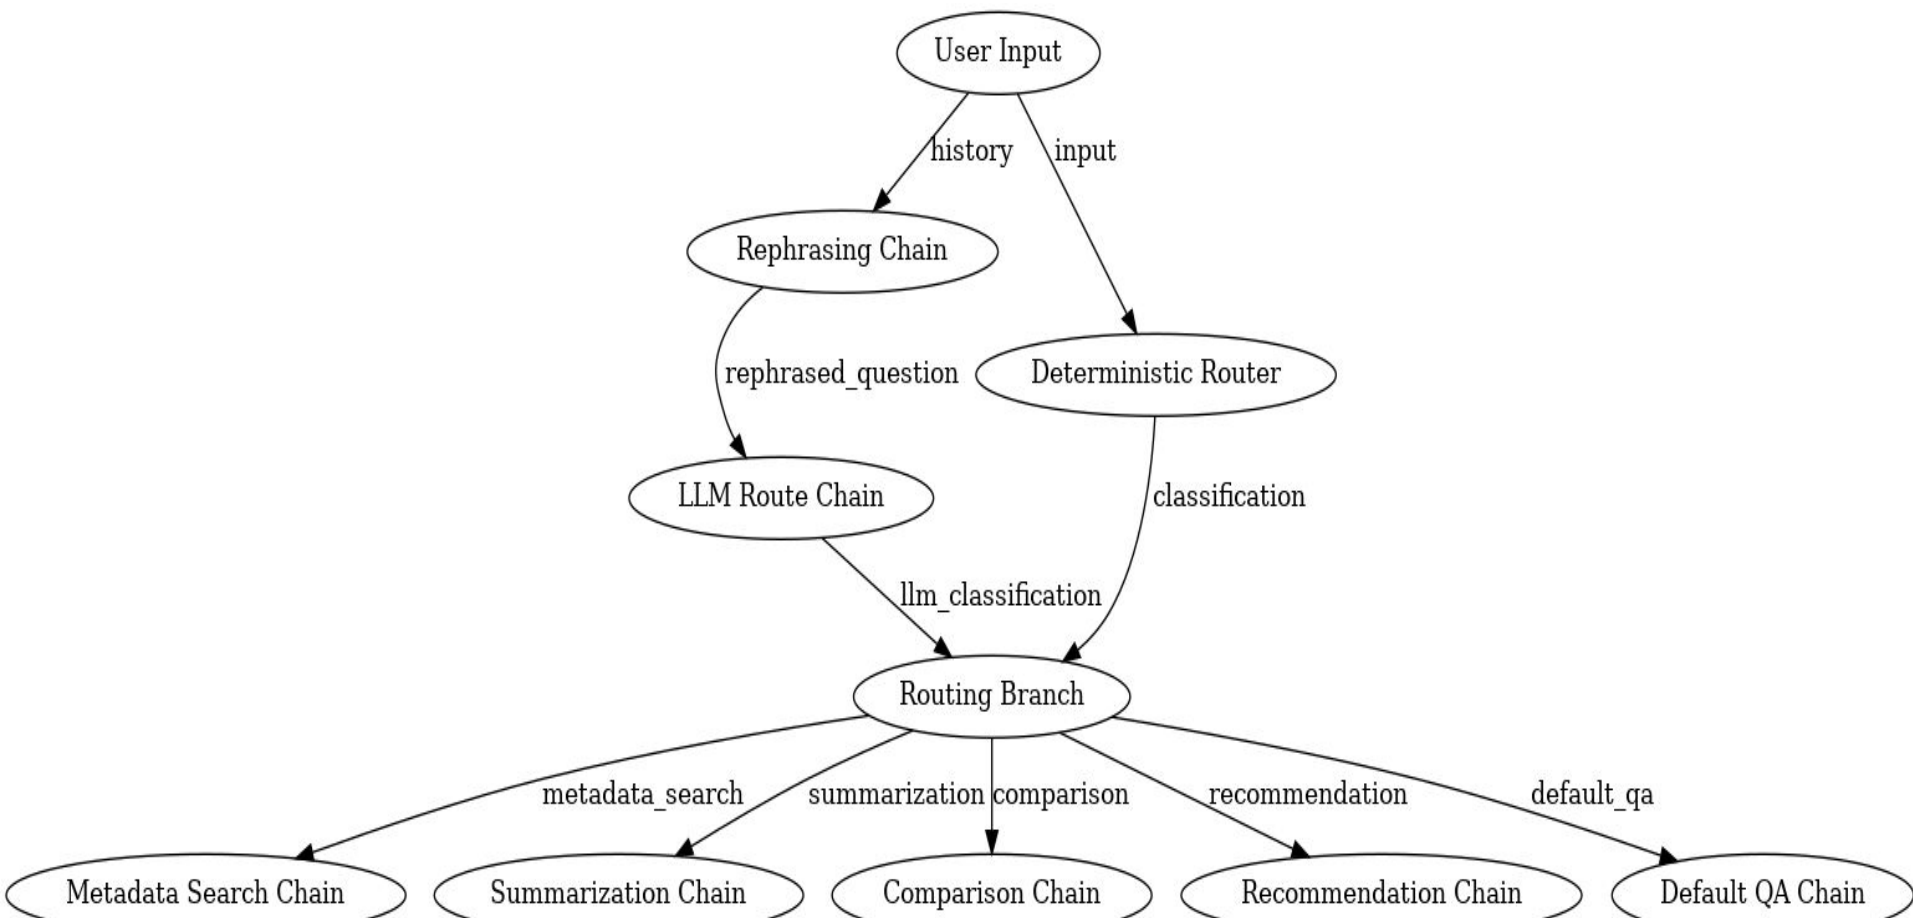 User Input
history
input
Rephrasing Chain
rephrased_question
Deterministic Router
LLM Route Chain
classification
llm_classification
Routing Branch
metadata_search
summarization
comparison
recommendation
default_qa
Metadata Search Chain
Summarization Chain
Comparison Chain
Recommendation Chain
Default QA Chain